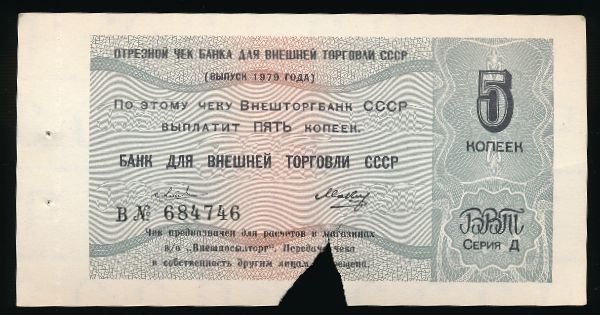 ОТРЕЗНОЙ ЧЕК БАНКА ДЛЯ ВНЕШНЕЙ ТОРГОВЛИ СССР
(ВЫПУСК 1979 ГОДА)
ПО ЭТОМУ ЧЕКУ ВНЕШТОРГБАНК СССР
ВЫПЛАТИТ ПЯТЬ КОПЕЕК.
БАНК ДЛЯ ВНЕШНЕЙ ТОРГОВЛИ СССР
В № 684746
Чек предназначен для расчетов в магазинах
в/о „Внешпосылторг". Передача чека
в собственность другим лицам
5
КОПЕЕК
ВВТ
СЕРИЯ Д